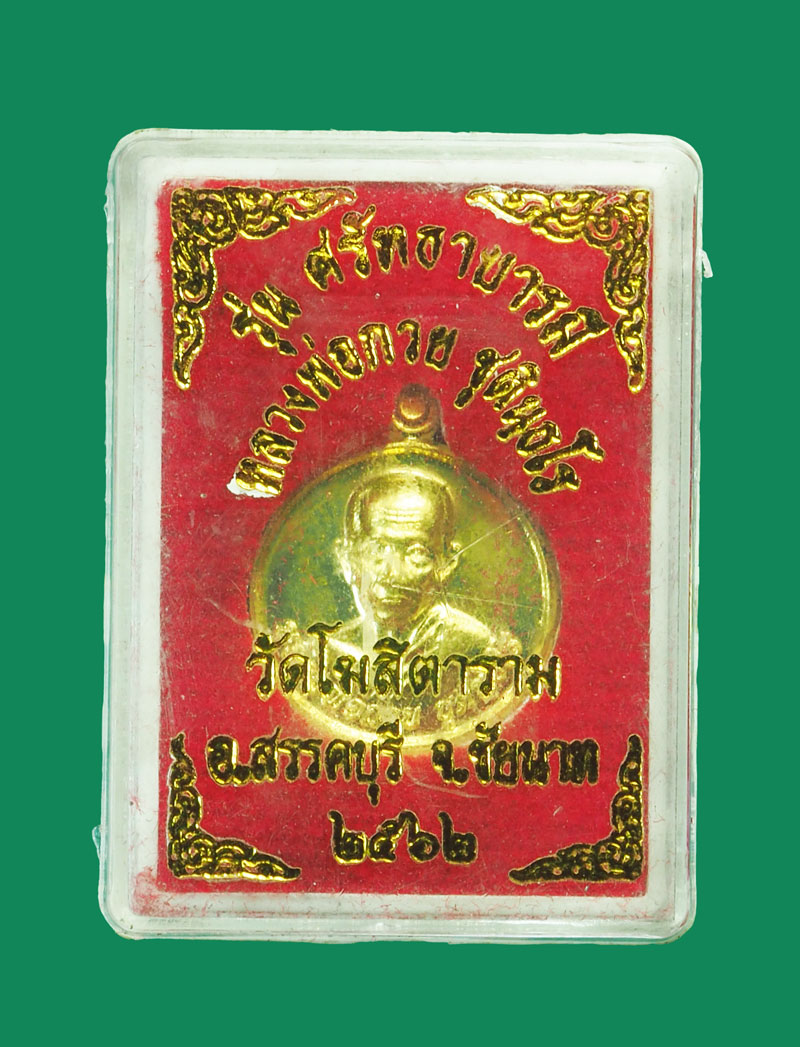 รุ่น ศรัทธาบารมี
หลวงพ่อกวย ชุตินฺธโร
วัดโฆสิตาราม
อ.สรรคบุรี จ.ชัยนาท
๒๕๖๒